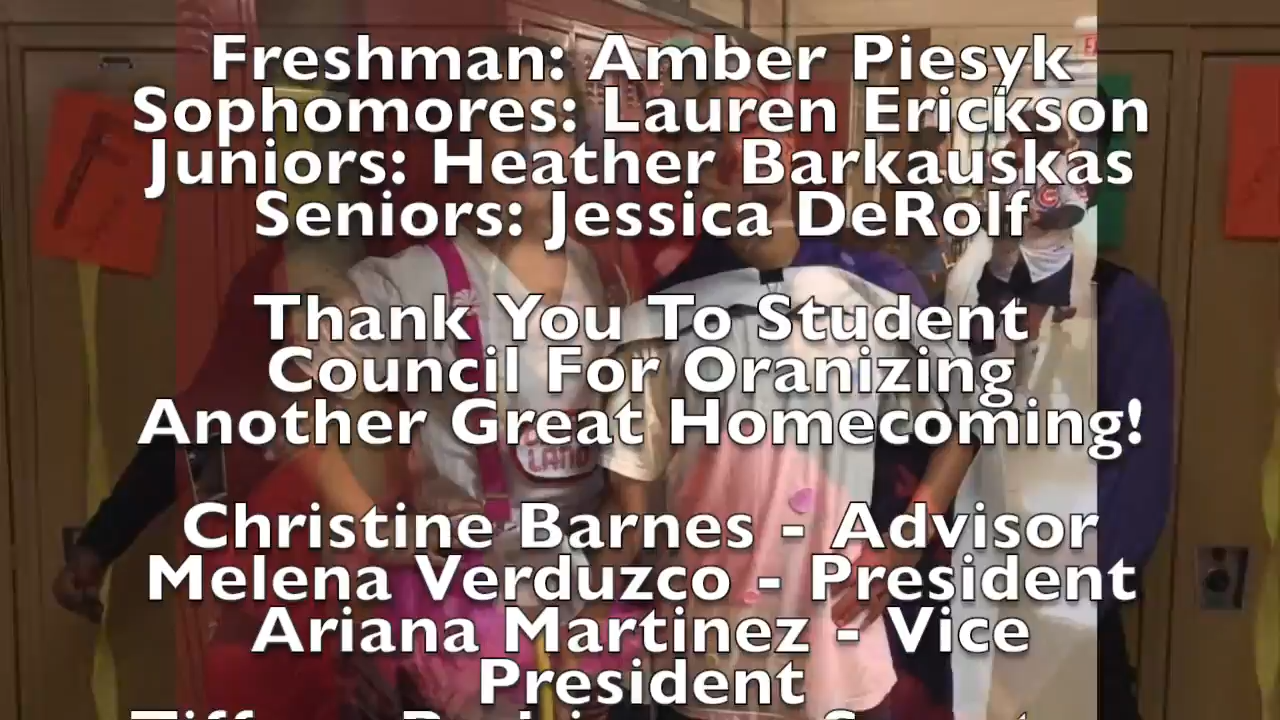 Freshman: Amber Piesyk
Sophomores: Lauren Erickson
Juniors: Heather Barkauskas
Seniors: Jessica DeRolf
Thank You To Student
Council For Oranizing
Another Great Homecoming!
Christine Barnes - Advisor
Melena Verduzco - President
Ariana Martinez - Vice
President
LAND